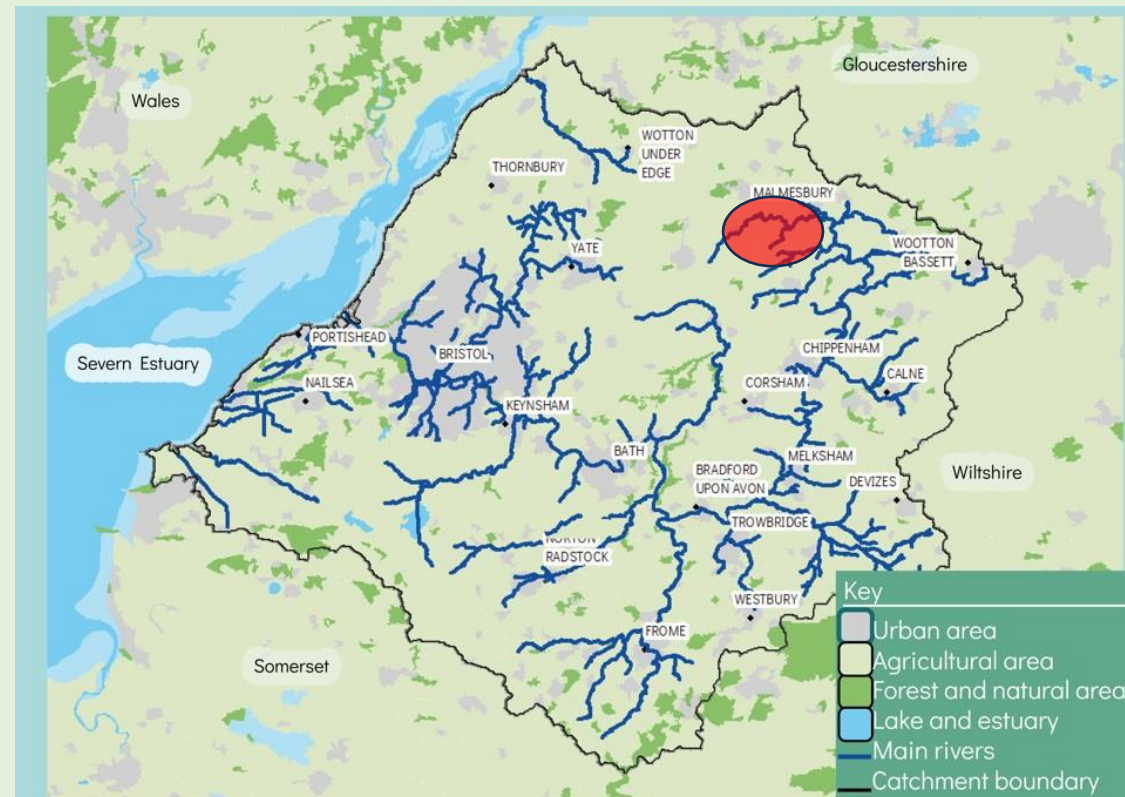 Wales
Gloucestershire
WOTTON
UNDER
EDGE
THORNBURY
MALMESBURY
YATE
WOOTTON
BASSETT
PORTISHEAD
BRISTOL
CHIPPENHAM
Severn Estuary
NAILSEA
CORSHAM
CALNE
KEYNSHAM
BATH
MELKSHAM
BRADFORD
UPON AVON
DEVIZES
Wiltshire
TROWBRIDGE
NORTON
RADSTOCK
WESTBURY
FROME
Somerset
Key
Urban area
Agricultural area
Forest and natural area
Lake and estuary
Main rivers
Catchment boundary